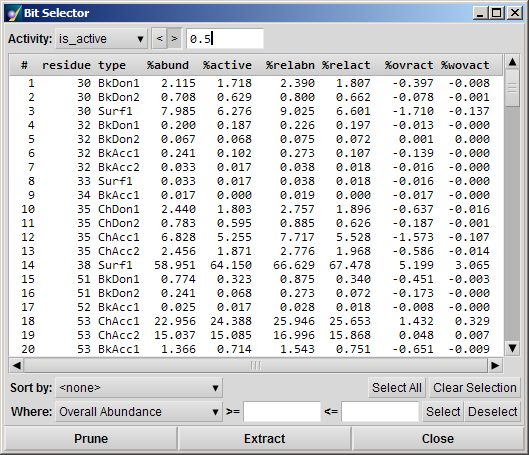 Bit Selector
Activity: is_active < > 0.5
# residue type %abund %active %relabn %relact %ovract %wovact
1 30 BkDon1 2.115 1.718 2.390 1.807 -0.397 -0.008
2 30 BkDon2 0.708 0.629 0.800 0.662 -0.078 -0.001
3 30 Surf1 7.985 6.276 9.025 6.601 -1.710 -0.137
4 32 BkDon1 0.200 0.187 0.226 0.197 -0.013 -0.000
5 32 BkDon2 0.067 0.068 0.075 0.072 0.001 0.000
6 32 BkAcc1 0.241 0.102 0.273 0.107 -0.139 -0.000
7 32 BkAcc2 0.033 0.017 0.038 0.018 -0.016 -0.000
8 33 Surf1 0.033 0.017 0.038 0.018 -0.016 -0.000
9 34 BkAcc1 0.017 0.000 0.019 0.000 -0.017 -0.000
10 35 ChDon1 2.440 1.803 2.757 1.896 -0.637 -0.016
11 35 ChDon2 0.783 0.595 0.885 0.626 -0.187 -0.001
12 35 ChAcc1 6.828 5.255 7.717 5.528 -1.573 -0.107
13 35 ChAcc2 2.456 1.871 2.776 1.968 -0.586 -0.014
14 38 Surf1 58.951 64.150 66.629 67.478 5.199 3.065
15 51 BkDon1 0.774 0.323 0.875 0.340 -0.451 -0.003
16 51 BkDon2 0.241 0.068 0.273 0.072 -0.173 -0.000
17 51 BkAcc1 0.025 0.017 0.028 0.018 -0.008 -0.000
18 53 ChAcc1 22.956 24.388 25.946 25.653 1.432 0.329
19 53 ChAcc2 15.037 15.085 16.996 15.868 0.048 0.007
20 53 BkAcc1 1.366 0.714 1.543 0.751 -0.651 -0.009
Sort by: <none> Select All Clear Selection
Where: Overall Abundance >= <= Select Deselect
Prune Extract Close